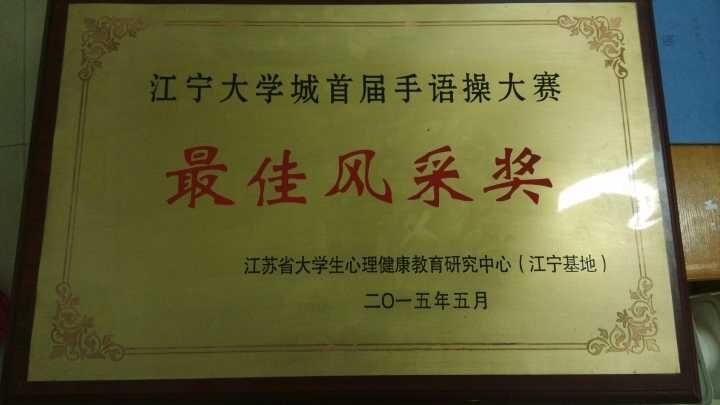 江宁大学城首届手语操大赛
最佳风采奖
江苏省大学生心理健康教育研究中心（江宁基地）
二〇一五年五月